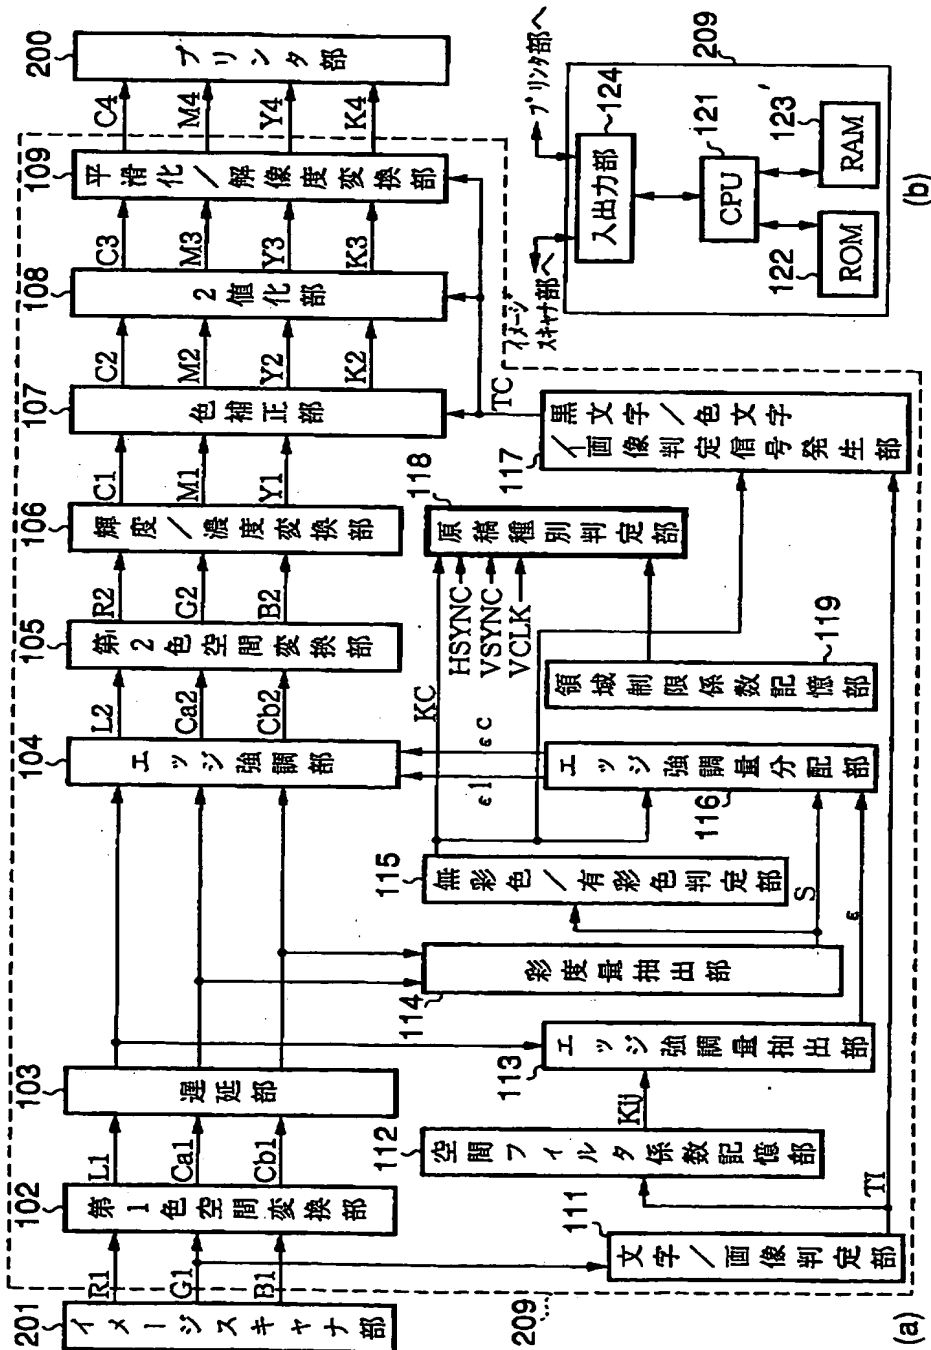 201
イメージスキャナ部
R1
G1
B1
209
102
第1色空間変換部
L1
Ca1
Cb1
103
遅延部
104
エッジ強調部
L2
Ca2
Cb2
105
第2色空間変換部
R2
G2
B2
106
輝度／濃度変換部
C1
M1
Y1
107
色補正部
C2
M2
Y2
K2
108
2値化部
C3
M3
Y3
K3
109
平滑化／解像度変換部
C4
M4
Y4
K4
200
プリンタ部
111
文字／画像判定部
TI
112
空間フィルタ係数記憶部
Kij
113
エッジ強調量抽出部
ε
114
彩度量抽出部
S
115
無彩色／有彩色判定部
KC
116
エッジ強調量分配部
εl
εc
HSYNC
VSYNC
VCLK
118
原稿種別判定部
119
領域制限係数記憶部
117
黒文字／色文字
／画像判定信号発生部
TC
(a)
イメージ
スキャナ部へ
プリンタ部へ
入出力部
124
CPU
121
122
ROM
123'
RAM
209
(b)